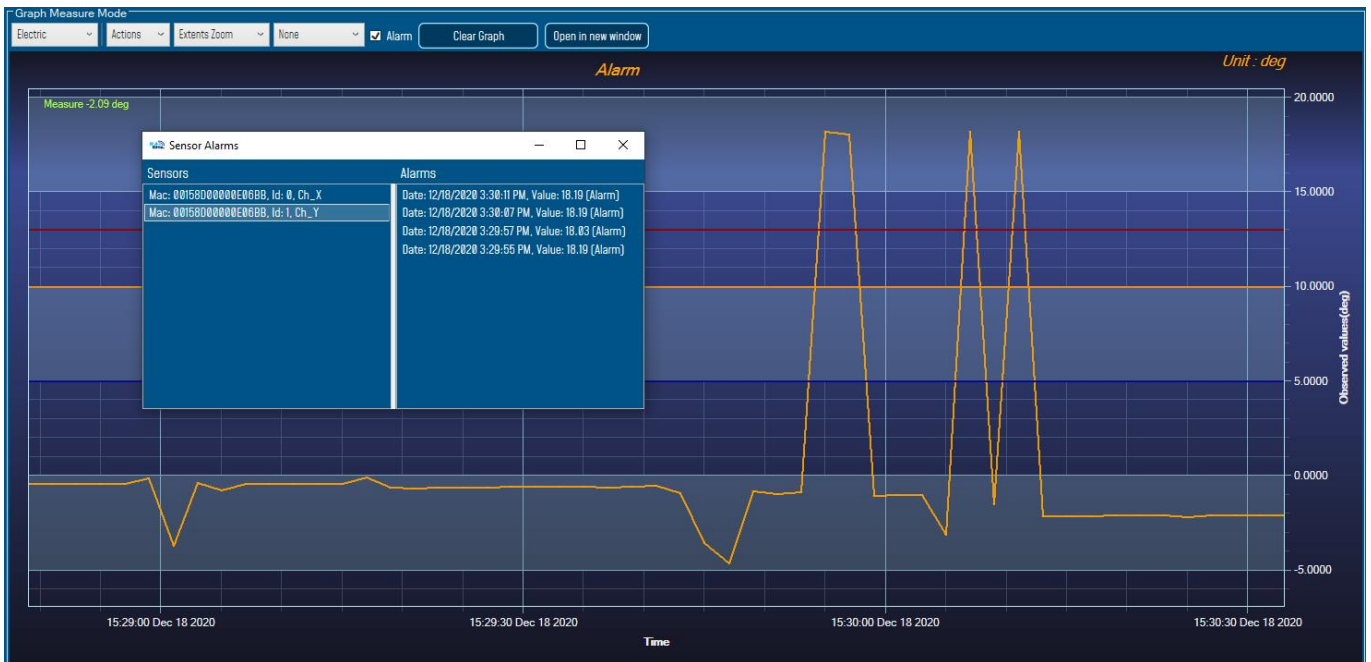 Graph Measure Mode
Electric Actions Extents Zoom None Alarm Clear Graph Open in new window
Alarm
Unit : deg
Measure -2.09 deg
Sensor Alarms
Sensors Alarms
Mac: 00158D00000E06BB, Id: 0, Ch_X
Mac: 00158D00000E06BB, Id: 1, Ch_Y
Date: 12/18/2020 3:30:11 PM, Value: 18.19 (Alarm)
Date: 12/18/2020 3:30:07 PM, Value: 18.19 (Alarm)
Date: 12/18/2020 3:29:57 PM, Value: 18.03 (Alarm)
Date: 12/18/2020 3:29:55 PM, Value: 18.19 (Alarm)
20.0000
15.0000
10.0000
5.0000
0.0000
-5.0000
Observed values(deg)
15:29:00 Dec 18 2020 15:29:30 Dec 18 2020 15:30:00 Dec 18 2020 15:30:30 Dec 18 2020
Time